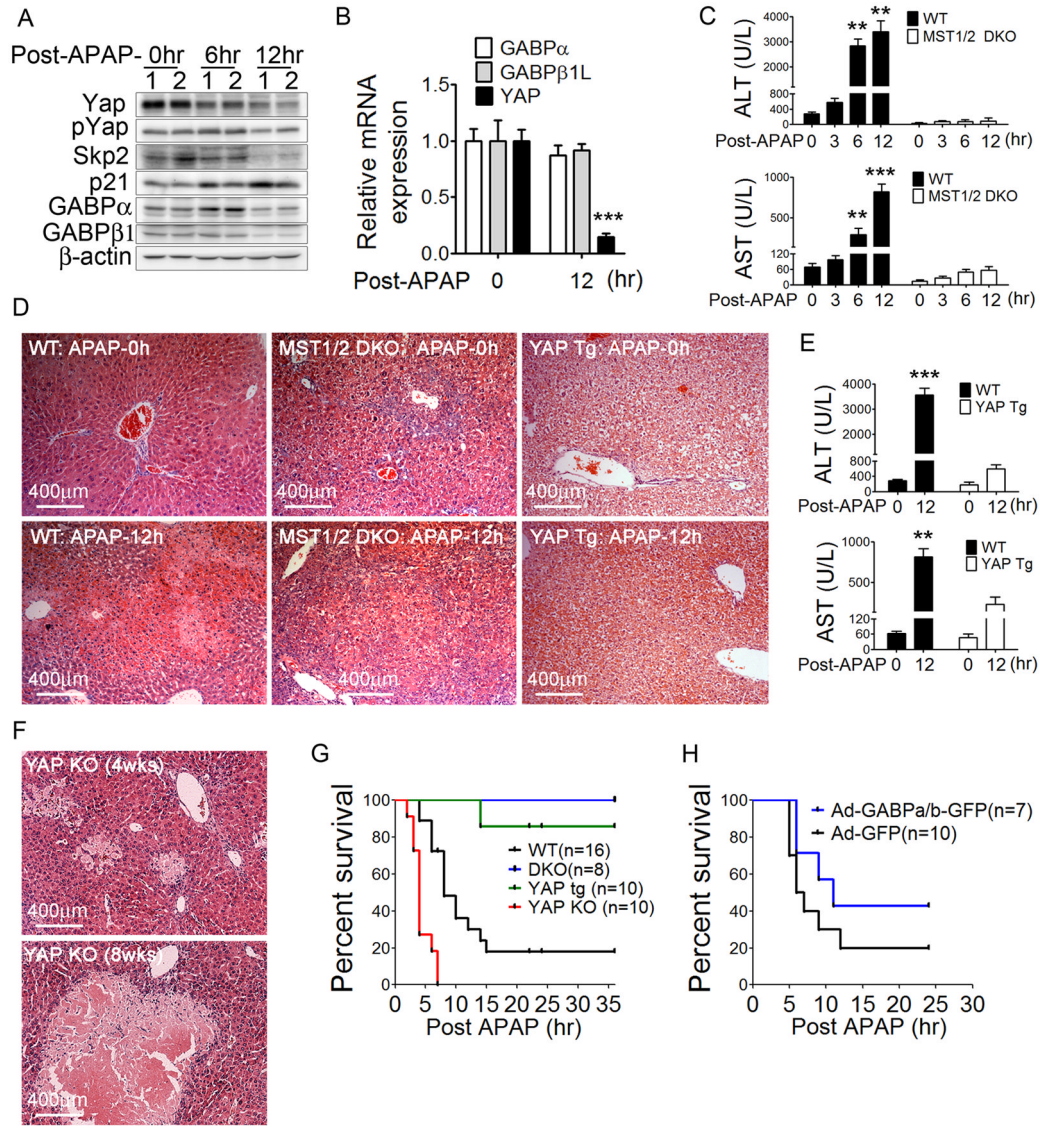 A
Post-APAP- 0hr 6hr 12hr
1 2 1 2 1 2
Yap
pYap
Skp2
p21
GABPα
GABPβ1
β-actin
B
GABPα
GABPβ1L
YAP
Relative mRNA
expression
1.5
1.0
0.5
0.0
***
Post-APAP 0 12 (hr)
C
WT
MST1/2 DKO
ALT (U/L)
4000
3000
2000
800
400
0
** **
Post-APAP 0 3 6 12 0 3 6 12 (hr)
WT
MST1/2 DKO
AST (U/L)
1000
500
120
60
0
** ***
Post-APAP 0 3 6 12 0 3 6 12 (hr)
D
WT: APAP-0h
400μm
MST1/2 DKO: APAP-0h
400μm
YAP Tg: APAP-0h
400μm
WT: APAP-12h
400μm
MST1/2 DKO: APAP-12h
400μm
YAP Tg: APAP-12h
400μm
E
WT
YAP Tg
ALT (U/L)
4000
3000
2000
800
400
0
***
Post-APAP 0 12 0 12 (hr)
WT
YAP Tg
AST (U/L)
1000
500
120
60
0
**
Post-APAP 0 12 0 12 (hr)
F
YAP KO (4wks)
400μm
YAP KO (8wks)
400μm
G
Percent survival
100
80
60
40
20
0
WT(n=16)
DKO(n=8)
YAP tg (n=10)
YAP KO (n=10)
0 5 10 15 20 25 30 35
Post APAP (hr)
H
Percent survival
100
80
60
40
20
0
Ad-GABPa/b-GFP(n=7)
Ad-GFP(n=10)
0 5 10 15 20 25 30
Post APAP (hr)